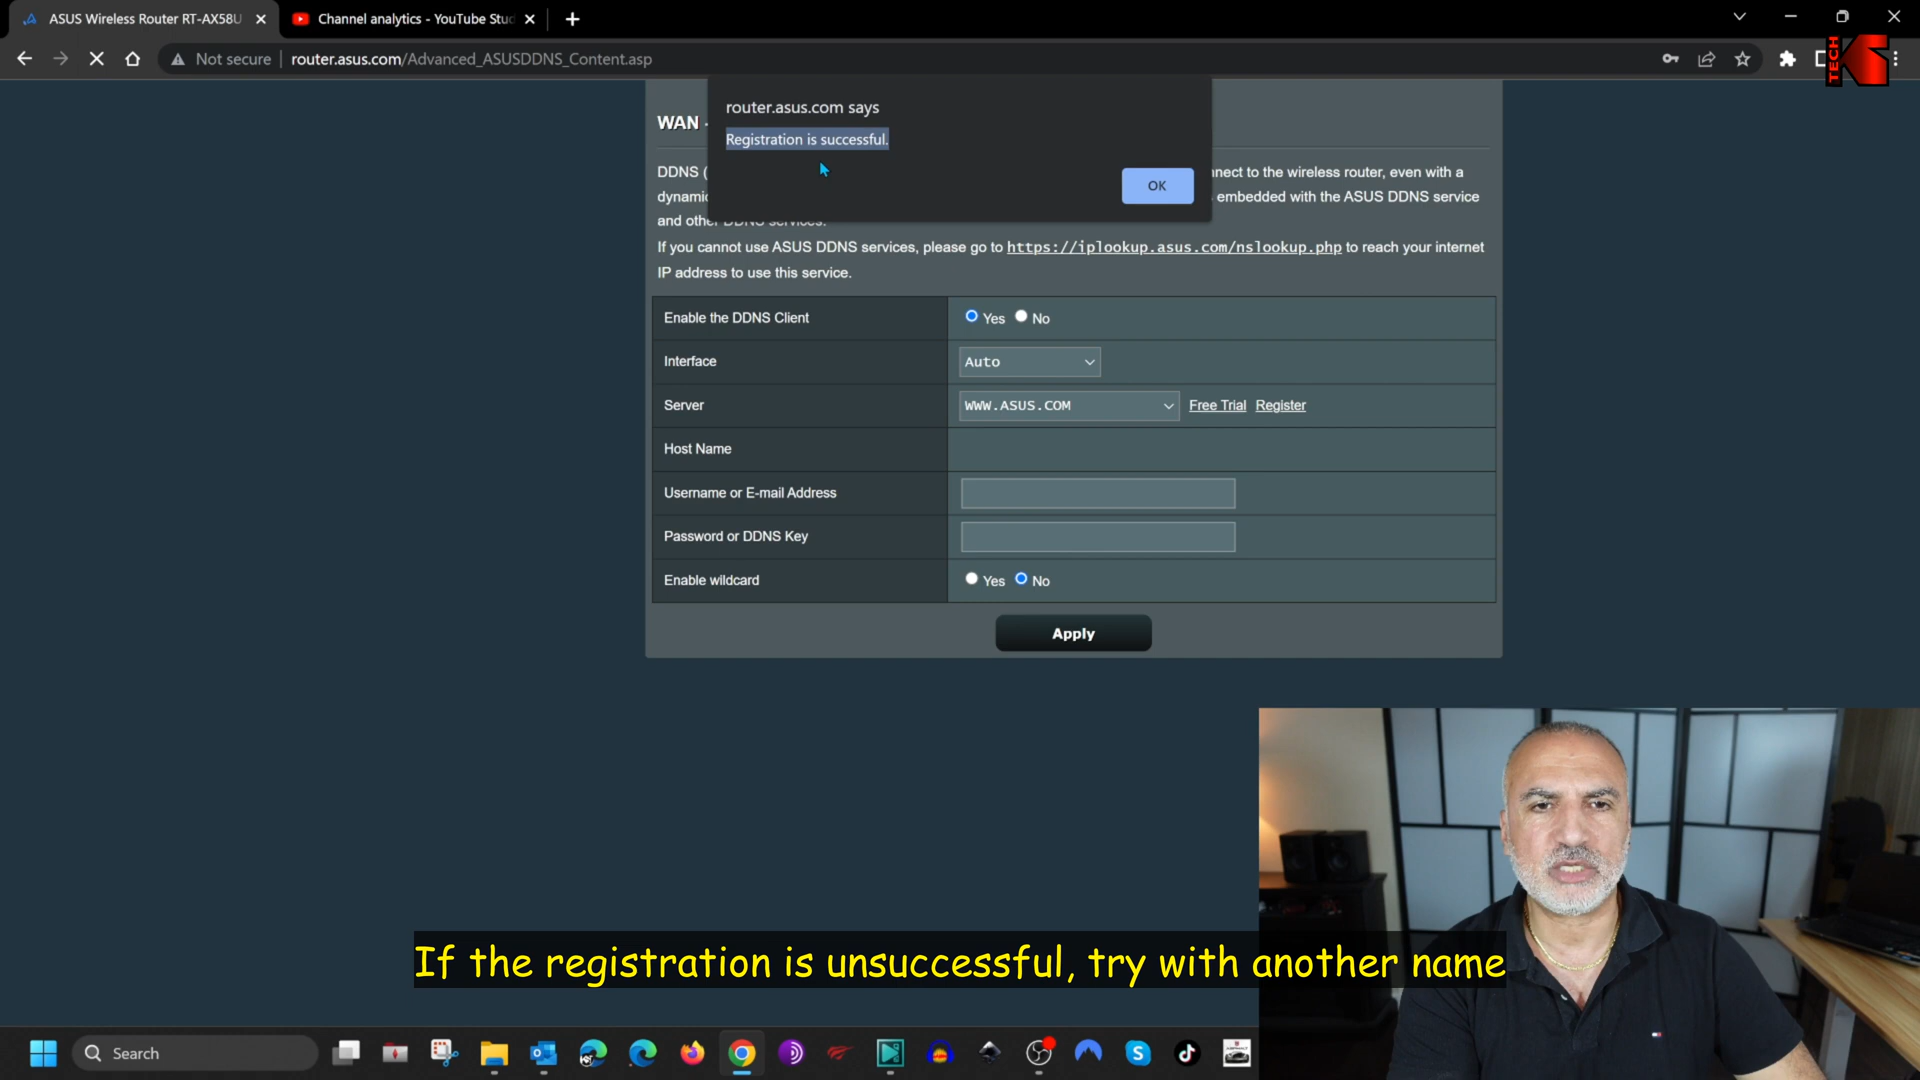 ASUS Wireless Router RT-AX58U
Channel analytics - YouTube Stud
Not secure
router.asus.com/Advanced_ASUSDDNS_Content.asp
TECH K
router.asus.com says
Registration is successful.
OK
WAN -
DDNS (
nnect to the wireless router, even with a
dynamic
embedded with the ASUS DDNS service
and other DDNS services.
If you cannot use ASUS DDNS services, please go to https://iplookup.asus.com/nslookup.php to reach your internet
IP address to use this service.
Enable the DDNS Client Yes No
Interface Auto
Server WWW.ASUS.COM Free Trial Register
Host Name
Username or E-mail Address
Password or DDNS Key
Enable wildcard Yes No
Apply
If the registration is unsuccessful, try with another name
Search